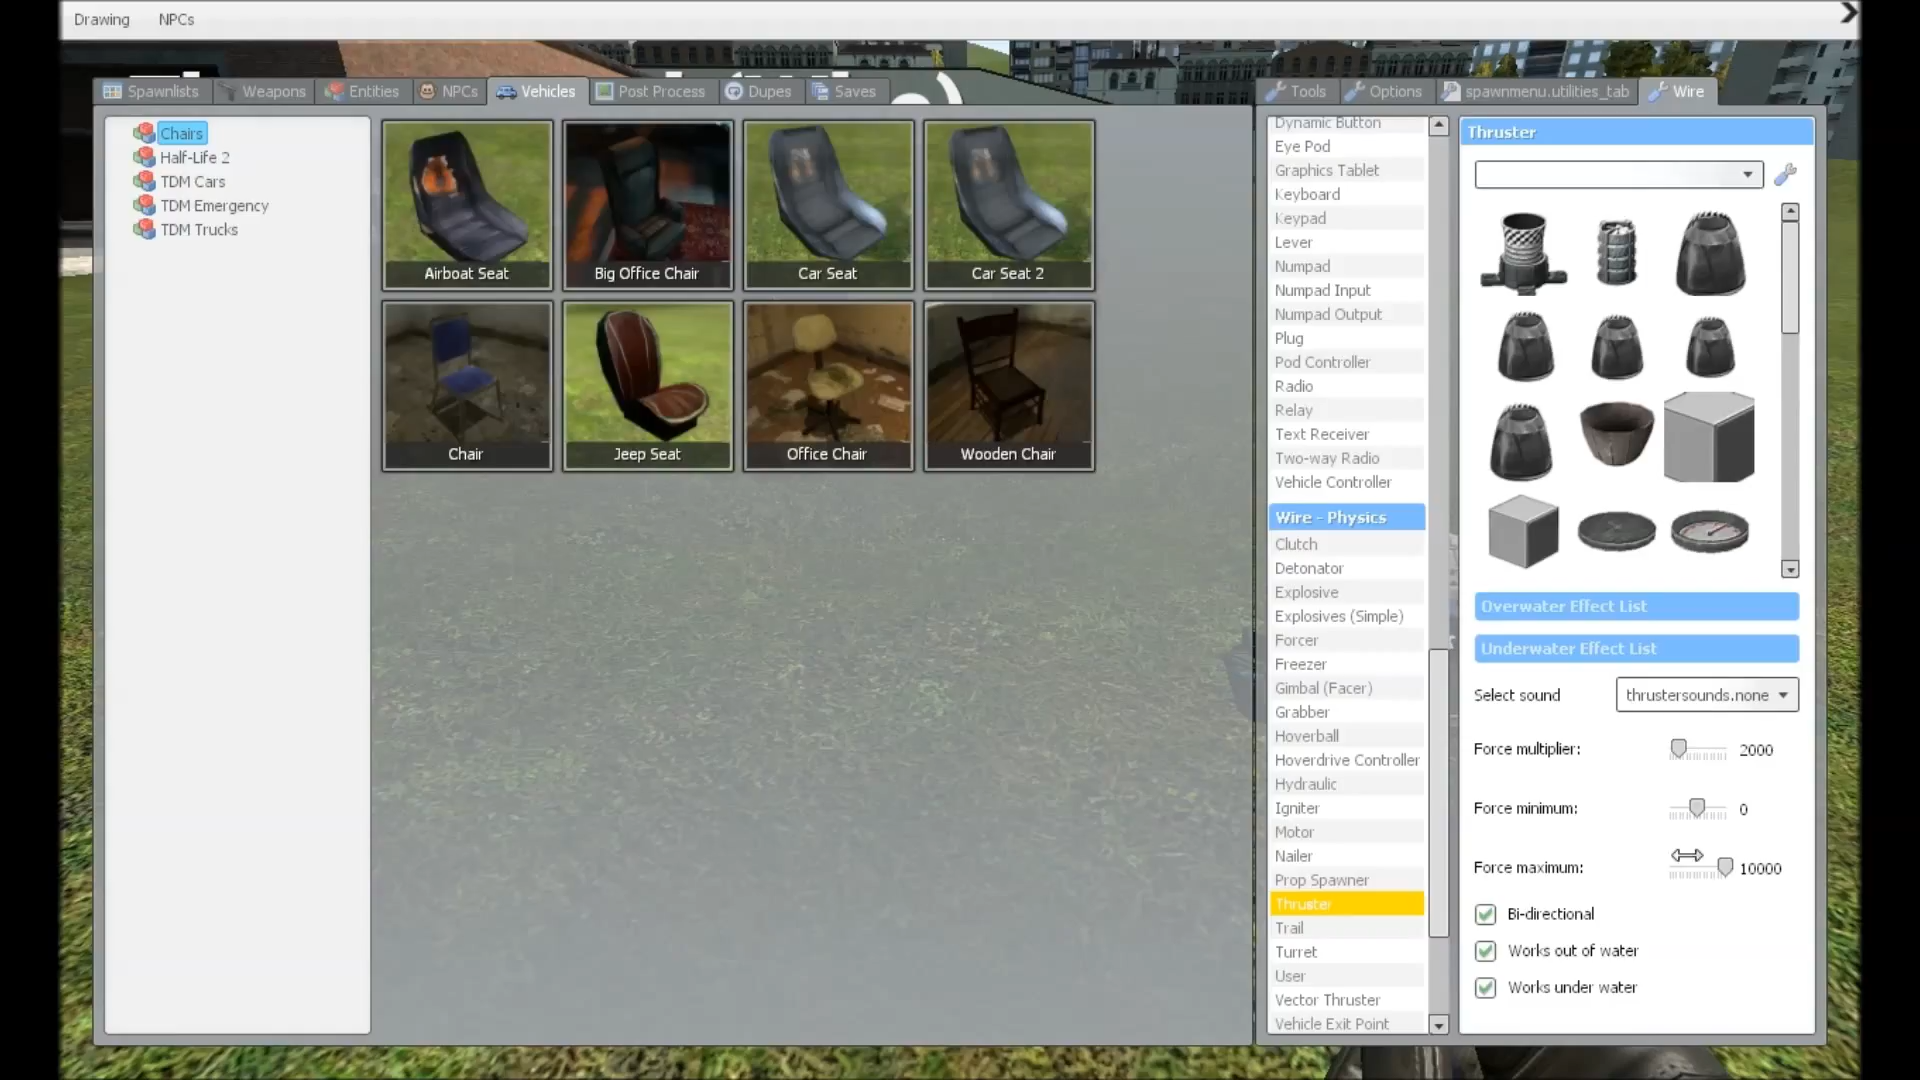 Drawing NPCs
Spawnlists Weapons Entities NPCs Vehicles Post Process Dupes Saves
Tools Options spawnmenu.utilities_tab Wire
Chairs
Half-Life 2
TDM Cars
TDM Emergency
TDM Trucks
Airboat Seat
Big Office Chair
Car Seat
Car Seat 2
Chair
Jeep Seat
Office Chair
Wooden Chair
Dynamic Button
Eye Pod
Graphics Tablet
Keyboard
Keypad
Lever
Numpad
Numpad Input
Numpad Output
Plug
Pod Controller
Radio
Relay
Text Receiver
Two-way Radio
Vehicle Controller
Wire - Physics
Clutch
Detonator
Explosive
Explosives (Simple)
Forcer
Freezer
Gimbal (Facer)
Grabber
Hoverball
Hoverdrive Controller
Hydraulic
Igniter
Motor
Nailer
Prop Spawner
Thruster
Trail
Turret
User
Vector Thruster
Vehicle Exit Point
Thruster
Overwater Effect List
Underwater Effect List
Select sound thrustersounds.none
Force multiplier: 2000
Force minimum: 0
Force maximum: 10000
Bi-directional
Works out of water
Works under water